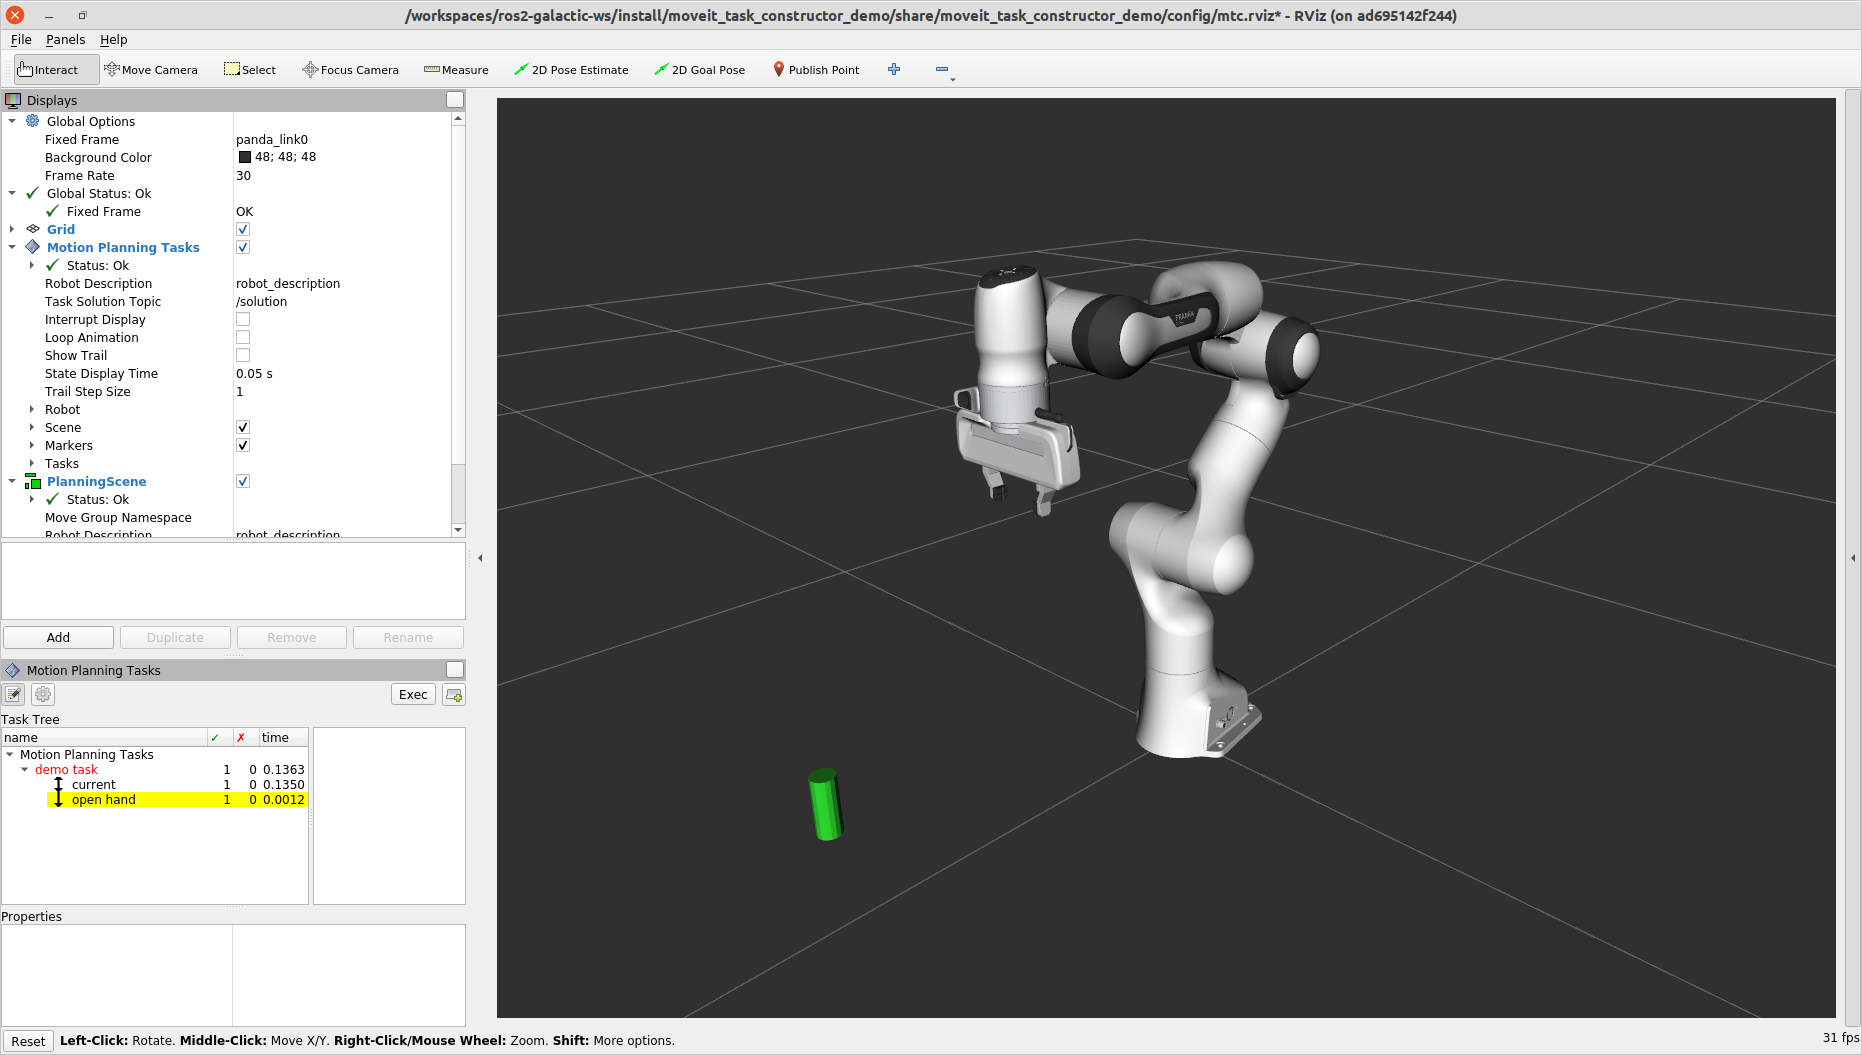 /workspaces/ros2-galactic-ws/install/moveit_task_constructor_demo/share/moveit_task_constructor_demo/config/mtc.rviz* - RViz (on ad695142f244)
File Panels Help
Interact Move Camera Select Focus Camera Measure 2D Pose Estimate 2D Goal Pose Publish Point
Displays
Global Options
Fixed Frame panda_link0
Background Color 48; 48; 48
Frame Rate 30
Global Status: Ok
Fixed Frame OK
Grid
Motion Planning Tasks
Status: Ok
Robot Description robot_description
Task Solution Topic /solution
Interrupt Display
Loop Animation
Show Trail
State Display Time 0.05 s
Trail Step Size 1
Robot
Scene
Markers
Tasks
PlanningScene
Status: Ok
Move Group Namespace
Robot Description robot_description
Add Duplicate Remove Rename
Motion Planning Tasks
Exec
Task Tree
name ✓ ✗ time
Motion Planning Tasks
demo task 1 0 0.1363
current 1 0 0.1350
open hand 1 0 0.0012
Properties
Reset Left-Click: Rotate. Middle-Click: Move X/Y. Right-Click/Mouse Wheel: Zoom. Shift: More options. 31 fps
FRANKA